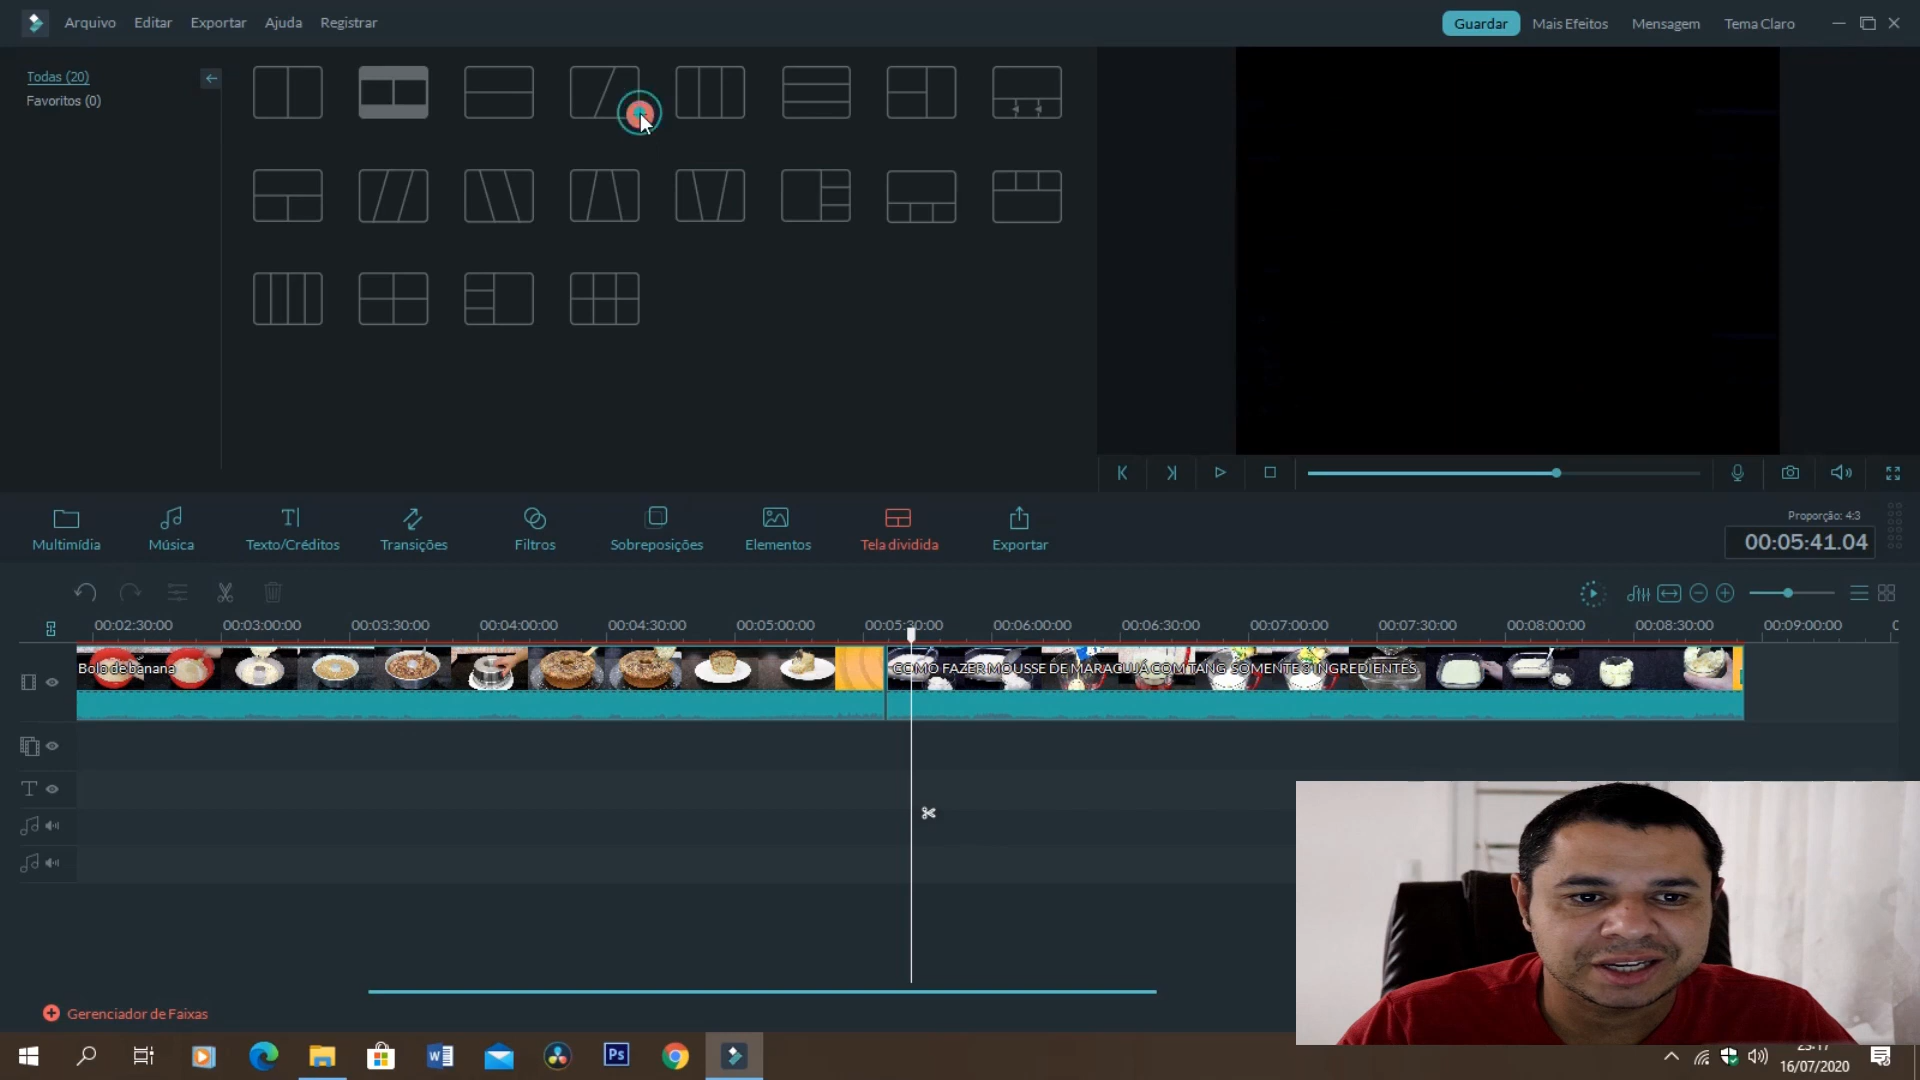 Arquivo Editar Exportar Ajuda Registrar
Guardar Mais Efeitos Mensagem Tema Claro
Todas (20)
Favoritos (0)
Multimídia Música Texto/Créditos Transições Filtros Sobreposições Elementos Tela dividida Exportar
Proporção: 4:3
00:05:41.04
00:02:30:00 00:03:00:00 00:03:30:00 00:04:00:00 00:04:30:00 00:05:00:00 00:05:30:00 00:06:00:00 00:06:30:00 00:07:00:00 00:07:30:00 00:08:00:00 00:08:30:00 00:09:00:00
Bolo de banana
COMO FAZER MOUSSE DE MARACUJÁ COM TANG SOMENTE 3 INGREDIENTES
Gerenciador de Faixas
Ps
16/07/2020